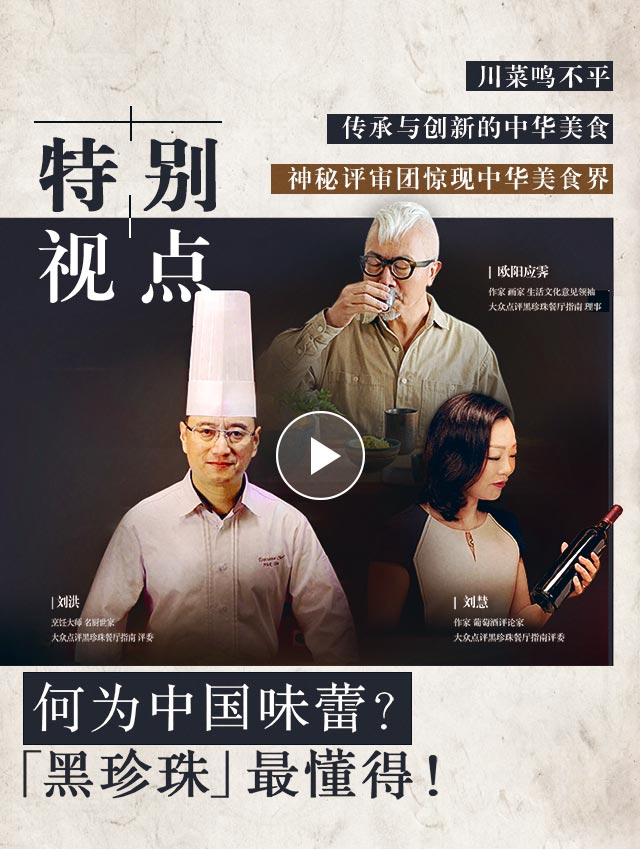 川菜鸣不平
传承与创新的中华美食
神秘评审团惊现中华美食界
特别
视点
欧阳应霁
作家 画家 生活文化意见领袖
大众点评黑珍珠餐厅指南 理事
刘洪
烹饪大师 名厨世家
大众点评黑珍珠餐厅指南 评委
刘慧
作家 葡萄酒评论家
大众点评黑珍珠餐厅指南评委
何为中国味蕾?
「黑珍珠」最懂得!